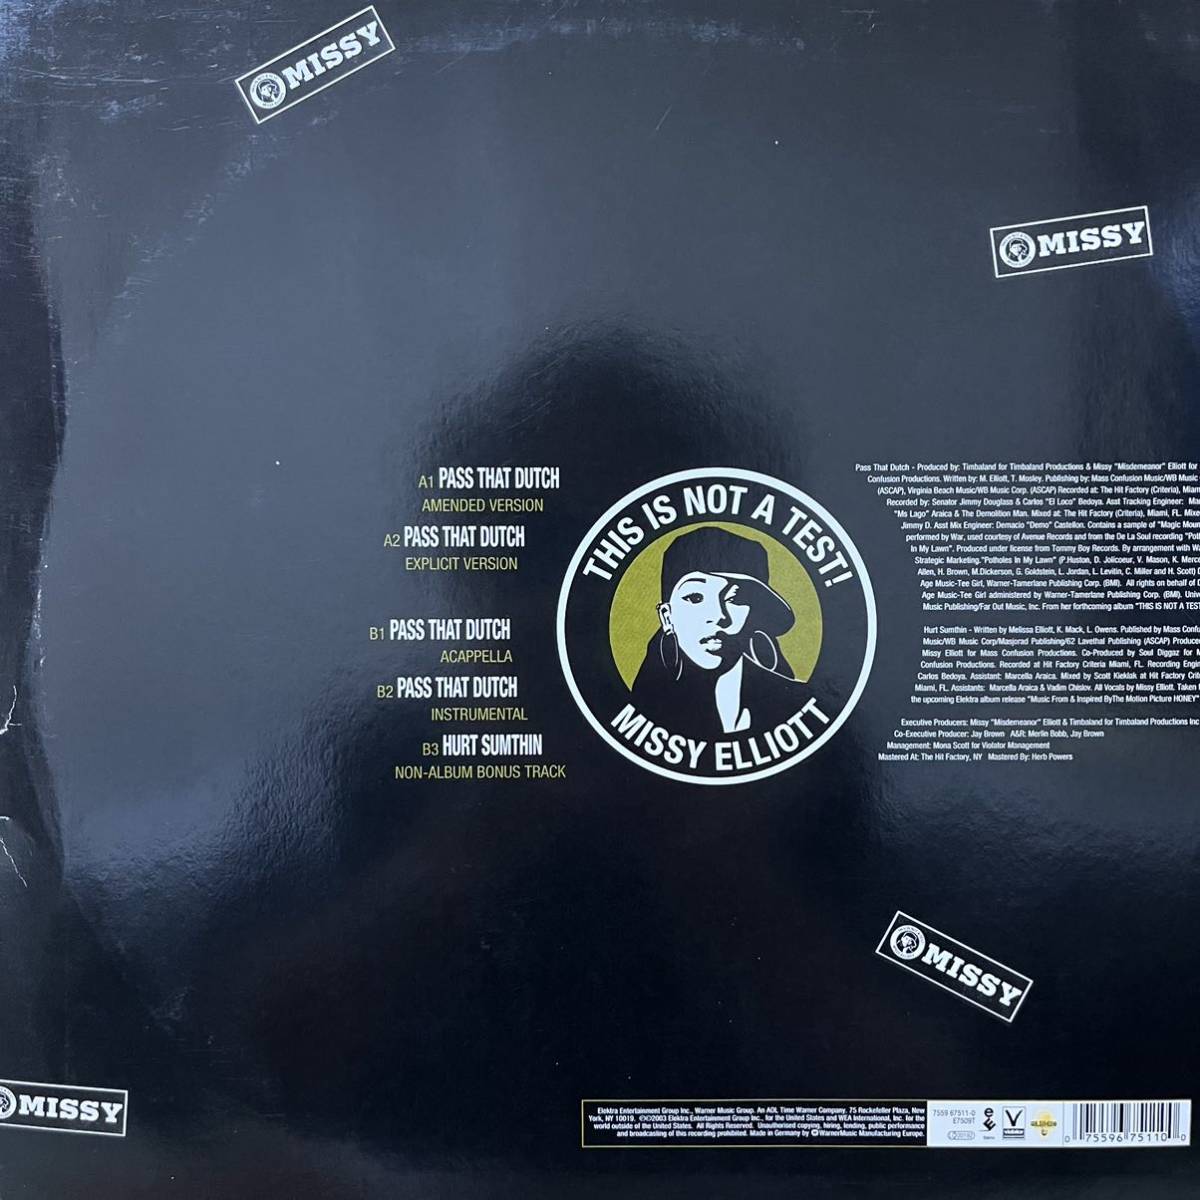 MISSY
MISSY
A1 PASS THAT DUTCH
AMENDED VERSION
A2 PASS THAT DUTCH
EXPLICIT VERSION
B1 PASS THAT DUTCH
ACAPPELLA
B2 PASS THAT DUTCH
INSTRUMENTAL
B3 HURT SUMTHIN
NON-ALBUM BONUS TRACK
THIS IS NOT A TEST!
MISSY ELLIOTT
Pass That Dutch - Produced by: Timbaland for Timbaland Productions & Missy "Misdemeanor" Elliott for
Confusion Productions. Written by: M. Elliott, T. Mosley. Publishing by: Mass Confusion Music/WB Music
(ASCAP), Virginia Beach Music/WB Music Corp. (ASCAP) Recorded at: The Hit Factory (Criteria), Miam
Recorded by: Senator Jimmy Douglass & Carlos "El Loco" Bedoya. Asst Tracking Engineer: Ma
"Ms Lago" Araica & The Demolition Man. Mixed at: The Hit Factory (Criteria), Miami, FL. Mixe
Jimmy D. Asst Mix Engineer: Demacio "Demo" Castellon. Contains a sample of "Magic Moun
performed by War, used courtesy of Avenue Records and from the De La Soul recording "Poth
In My Lawn". Produced under license from Tommy Boy Records. By arrangement with W
Strategic Marketing."Potholes In My Lawn" (P.Huston, D. Jolicoeur, V. Mason, K. Merce
Allen, H. Brown, M.Dickerson, G. Goldstein, L. Jordan, L. Levitin, C. Miller and H. Scott) D
Age Music-Tee Girl, Warner-Tamerlane Publishing Corp. (BMI). All rights on behalf of D
Age Music-Tee Girl administered by Warner-Tamerlane Publishing Corp. (BMI). Unive
Music Publishing/Far Out Music, Inc. From her forthcoming album "THIS IS NOT A TEST
Hurt Sumthin - Written by Melissa Elliott, K. Mack, L. Owens. Published by Mass Confu
Music/WB Music Corp/Masjorad Publishing/62 Lavethal Publishing (ASCAP) Produce
Missy Elliott for Mass Confusion Productions. Co-Produced by Soul Diggaz for M
Confusion Productions. Recorded at Hit Factory Criteria Miami, FL. Recording Engin
Carlos Bedoya. Assistant: Marcella Araica. Mixed by Scott Kieklak at Hit Factory Crite
Miami, FL. Assistants: Marcella Araica & Vadim Chislov. All Vocals by Missy Elliott. Taken
the upcoming Elektra album release "Music From & Inspired ByThe Motion Picture HONEY"
Executive Producers: Missy "Misdemeanor" Elliott & Timbaland for Timbaland Productions Inc
Co-Executive Producer: Jay Brown A&R: Merlin Bobb, Jay Brown
Management: Mona Scott for Violator Management
Mastered At: The Hit Factory, NY Mastered By: Herb Powers
MISSY
MISSY
Elektra Entertainment Group Inc., Warner Music Group. An AOL Time Warner Company. 75 Rockefeller Plaza, New
York, NY 10019. ℗©2003 Elektra Entertainment Group Inc., for the United States and WEA International, Inc. for the
world outside of the United States. All Rights Reserved. Unauthorised copying, hiring, lending, public performance
and broadcasting of this recording prohibited. Made in Germany by WarnerMusic Manufacturing Europe.
7559 67511-0
E7509T
0 75596 75110 0